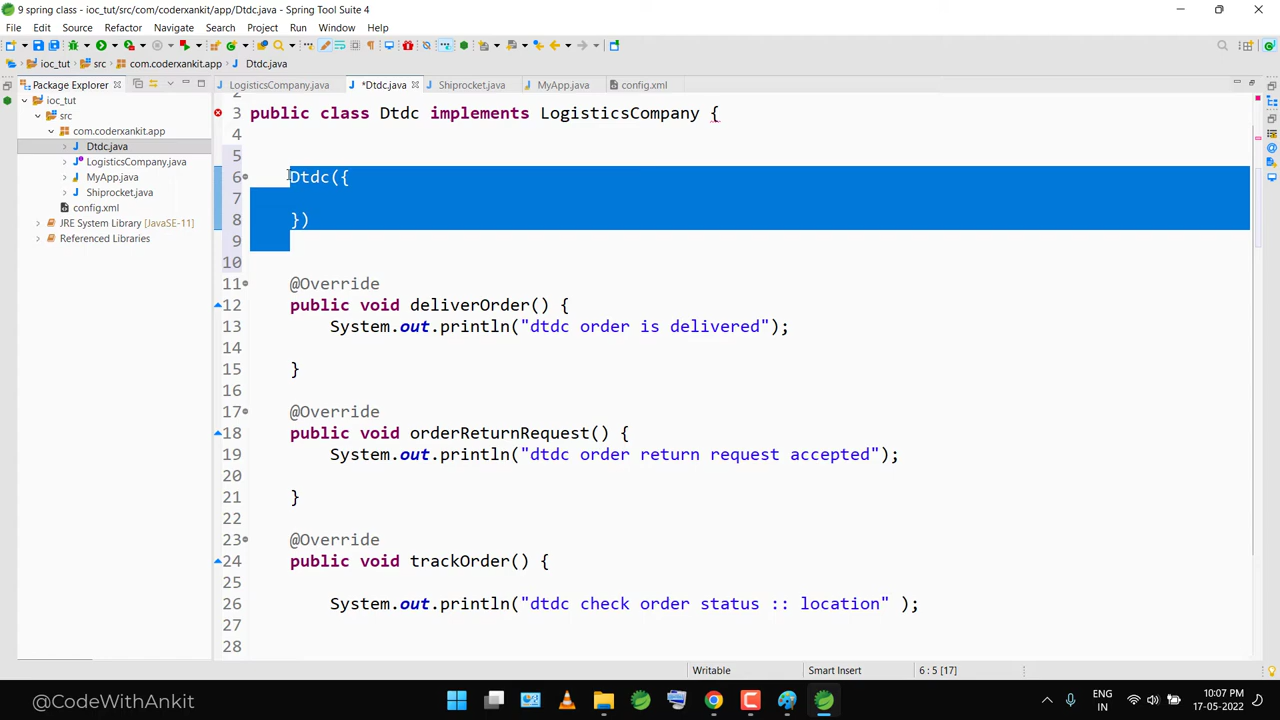 9 spring class - ioc_tut/src/com/coderxankit/app/Dtdc.java - Spring Tool Suite 4
File Edit Source Refactor Navigate Search Project Run Window Help
ioc_tut src com.coderxankit.app Dtdc.java
Package Explorer
LogisticsCompany.java *Dtdc.java Shiprocket.java MyApp.java config.xml
ioc_tut
src
com.coderxankit.app
Dtdc.java
LogisticsCompany.java
MyApp.java
Shiprocket.java
config.xml
JRE System Library [JavaSE-11]
Referenced Libraries
2
3 public class Dtdc implements LogisticsCompany {
4
5
6 Dtdc({
7
8 })
9
10
11 @Override
12 public void deliverOrder() {
13 System.out.println("dtdc order is delivered");
14
15 }
16
17 @Override
18 public void orderReturnRequest() {
19 System.out.println("dtdc order return request accepted");
20
21 }
22
23 @Override
24 public void trackOrder() {
25
26 System.out.println("dtdc check order status :: location" );
27
28
Writable Smart Insert 6 : 5 [17]
@CodeWithAnkit
ENG
IN
10:07 PM
17-05-2022